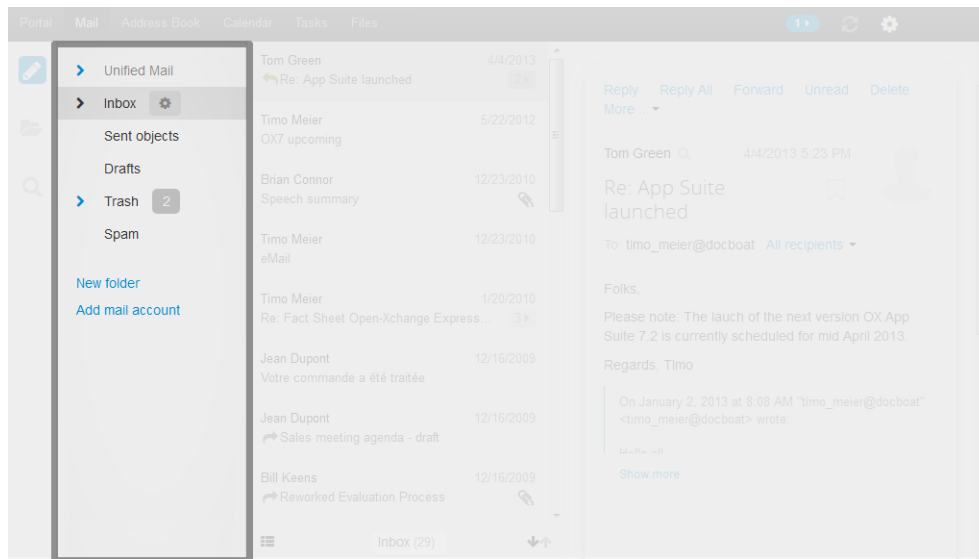 Portal Mail Address Book Calendar Tasks Files
1
Unified Mail
Inbox
Sent objects
Drafts
Trash 2
Spam
New folder
Add mail account
Tom Green 4/4/2013
Re: App Suite launched 2
Timo Meier 5/22/2012
OX7 upcoming
Brian Connor 12/23/2010
Speech summary
Timo Meier 12/23/2010
eMail
Timo Meier 1/20/2010
Re: Fact Sheet Open-Xchange Express... 3
Jean Dupont 12/16/2009
Votre commande a été traitée
Jean Dupont 12/16/2009
Sales meeting agenda - draft
Bill Keens 12/16/2009
Reworked Evaluation Process
Inbox (29)
Reply Reply All Forward Unread Delete
More...
Tom Green 4/4/2013 5:23 PM
Re: App Suite
launched
To timo_meier@docboat All recipients
Folks,
Please note: The lauch of the next version OX App
Suite 7.2 is currently scheduled for mid April 2013.
Regards, Timo
On January 2, 2013 at 8:08 AM "timo_meier@docboat"
<timo_meier@docboat> wrote:
Hello all
Show more